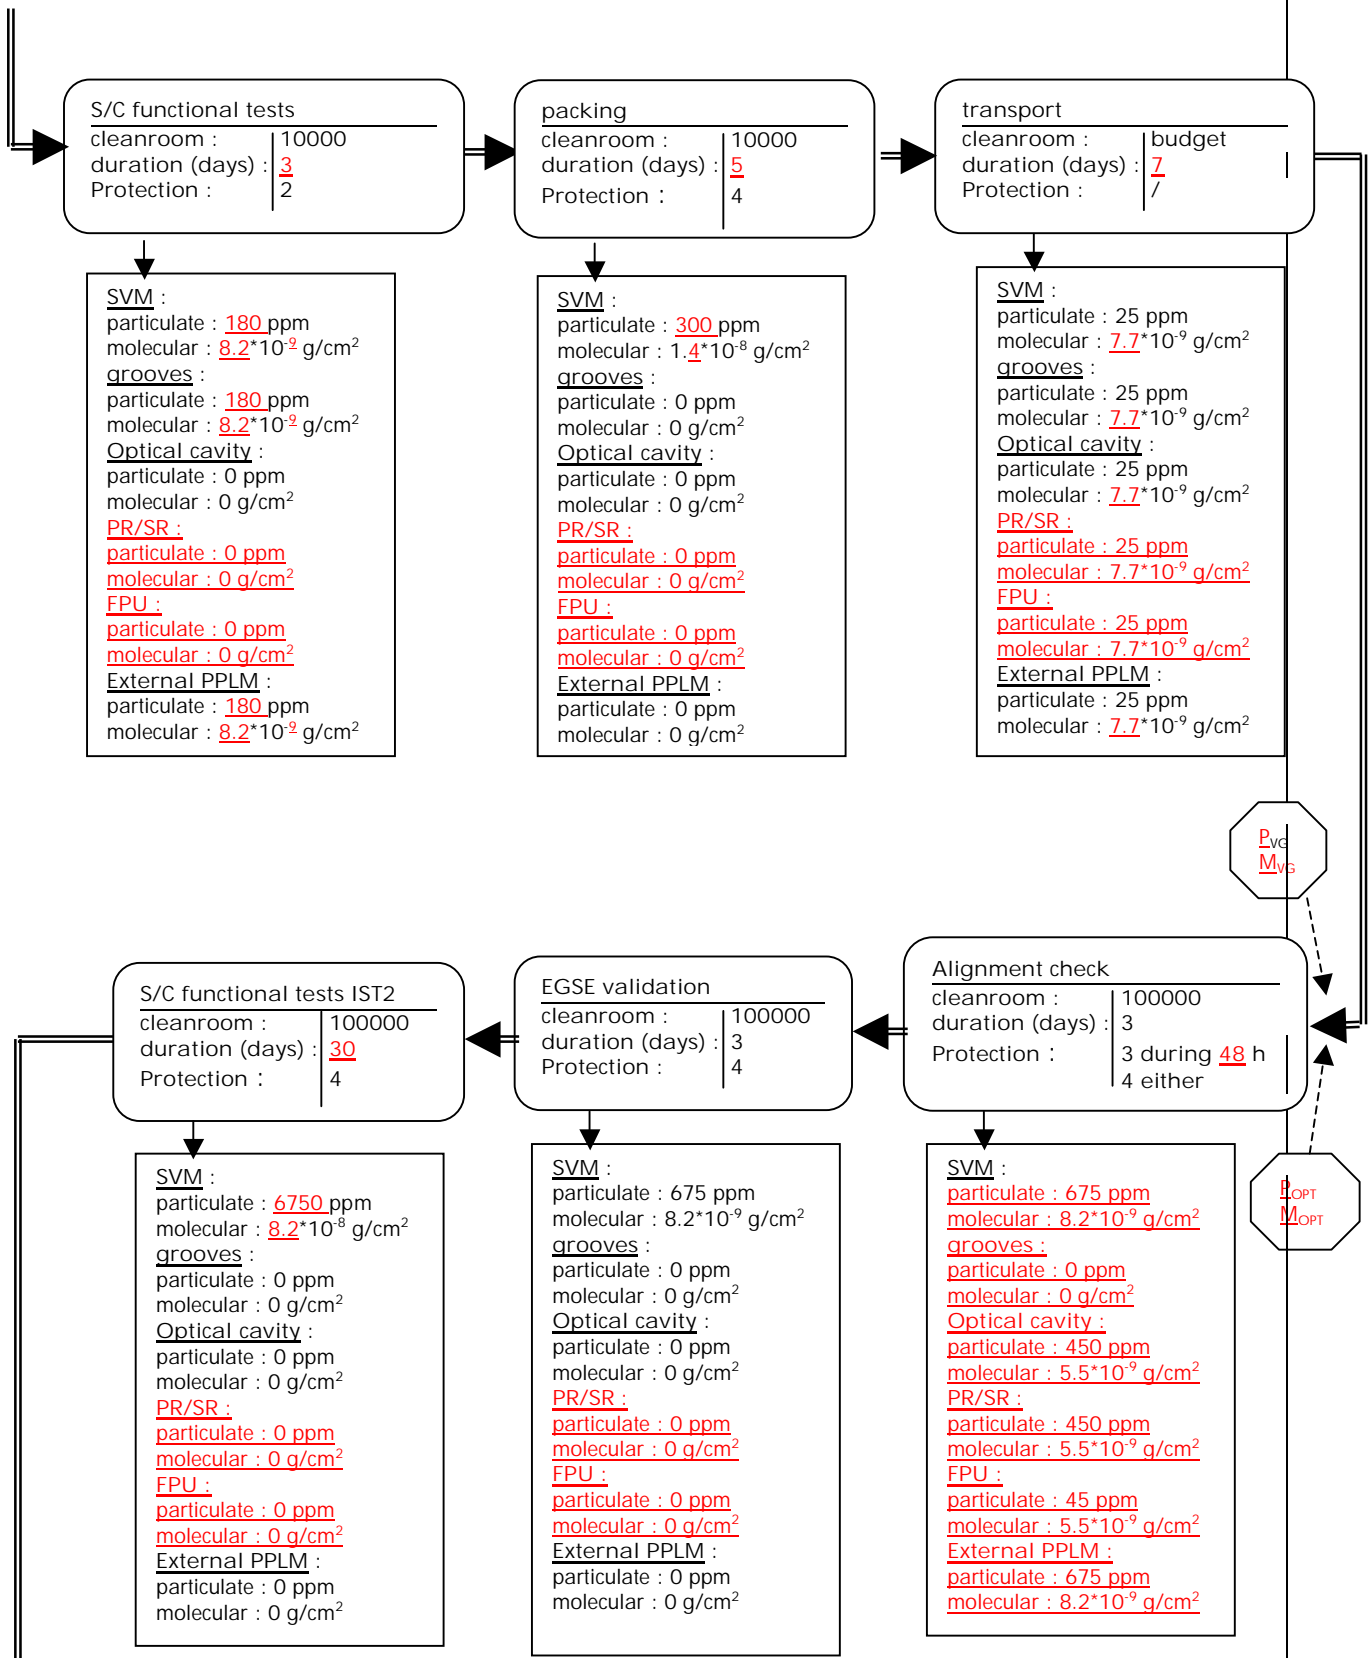 S/C functional tests
cleanroom : 10000
duration (days) : 3
Protection : 2
packing
cleanroom : 10000
duration (days) : 5
Protection : 4
transport
cleanroom : budget
duration (days) : 7
Protection : /
SVM :
particulate : 180 ppm
molecular : 8.2*10⁻⁹ g/cm²
grooves :
particulate : 180 ppm
molecular : 8.2*10⁻⁹ g/cm²
Optical cavity :
particulate : 0 ppm
molecular : 0 g/cm²
PR/SR :
particulate : 0 ppm
molecular : 0 g/cm²
FPU :
particulate : 0 ppm
molecular : 0 g/cm²
External PPLM :
particulate : 180 ppm
molecular : 8.2*10⁻⁹ g/cm²
SVM :
particulate : 300 ppm
molecular : 1.4*10⁻⁸ g/cm²
grooves :
particulate : 0 ppm
molecular : 0 g/cm²
Optical cavity :
particulate : 0 ppm
molecular : 0 g/cm²
PR/SR :
particulate : 0 ppm
molecular : 0 g/cm²
FPU :
particulate : 0 ppm
molecular : 0 g/cm²
External PPLM :
particulate : 0 ppm
molecular : 0 g/cm²
SVM :
particulate : 25 ppm
molecular : 7.7*10⁻⁹ g/cm²
grooves :
particulate : 25 ppm
molecular : 7.7*10⁻⁹ g/cm²
Optical cavity :
particulate : 25 ppm
molecular : 7.7*10⁻⁹ g/cm²
PR/SR :
particulate : 25 ppm
molecular : 7.7*10⁻⁹ g/cm²
FPU :
particulate : 25 ppm
molecular : 7.7*10⁻⁹ g/cm²
External PPLM :
particulate : 25 ppm
molecular : 7.7*10⁻⁹ g/cm²
PVG
MVG
S/C functional tests IST2
cleanroom : 100000
duration (days) : 30
Protection : 4
EGSE validation
cleanroom : 100000
duration (days) : 3
Protection : 4
Alignment check
cleanroom : 100000
duration (days) : 3
Protection : 3 during 48 h
4 either
SVM :
particulate : 6750 ppm
molecular : 8.2*10⁻⁸ g/cm²
grooves :
particulate : 0 ppm
molecular : 0 g/cm²
Optical cavity :
particulate : 0 ppm
molecular : 0 g/cm²
PR/SR :
particulate : 0 ppm
molecular : 0 g/cm²
FPU :
particulate : 0 ppm
molecular : 0 g/cm²
External PPLM :
particulate : 0 ppm
molecular : 0 g/cm²
SVM :
particulate : 675 ppm
molecular : 8.2*10⁻⁹ g/cm²
grooves :
particulate : 0 ppm
molecular : 0 g/cm²
Optical cavity :
particulate : 0 ppm
molecular : 0 g/cm²
PR/SR :
particulate : 0 ppm
molecular : 0 g/cm²
FPU :
particulate : 0 ppm
molecular : 0 g/cm²
External PPLM :
particulate : 0 ppm
molecular : 0 g/cm²
SVM :
particulate : 675 ppm
molecular : 8.2*10⁻⁹ g/cm²
grooves :
particulate : 0 ppm
molecular : 0 g/cm²
Optical cavity :
particulate : 450 ppm
molecular : 5.5*10⁻⁹ g/cm²
PR/SR :
particulate : 450 ppm
molecular : 5.5*10⁻⁹ g/cm²
FPU :
particulate : 45 ppm
molecular : 5.5*10⁻⁹ g/cm²
External PPLM :
particulate : 675 ppm
molecular : 8.2*10⁻⁹ g/cm²
POPT
MOPT